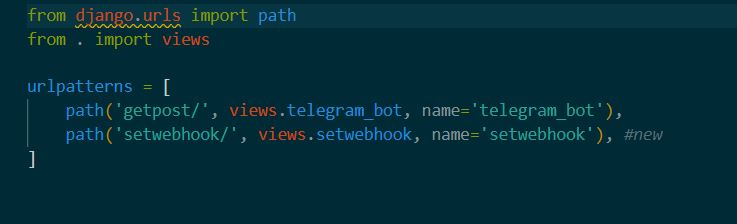 from django.urls import path
from . import views
urlpatterns = [
path('getpost/', views.telegram_bot, name='telegram_bot'),
path('setwebhook/', views.setwebhook, name='setwebhook'), #new
]